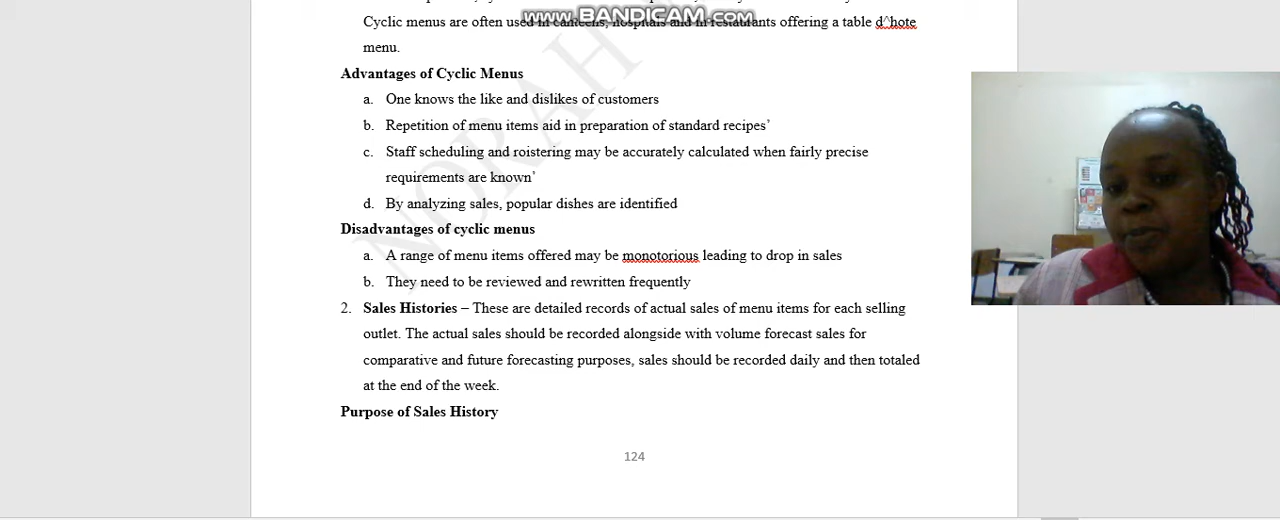 www.BANDICAM.com
Cyclic menus are often used in canteens, hospitals and in restaurants offering a table d^hote
menu.
Advantages of Cyclic Menus
a. One knows the like and dislikes of customers
b. Repetition of menu items aid in preparation of standard recipes’
c. Staff scheduling and roistering may be accurately calculated when fairly precise
requirements are known’
d. By analyzing sales, popular dishes are identified
Disadvantages of cyclic menus
a. A range of menu items offered may be monotorious leading to drop in sales
b. They need to be reviewed and rewritten frequently
2. Sales Histories – These are detailed records of actual sales of menu items for each selling
outlet. The actual sales should be recorded alongside with volume forecast sales for
comparative and future forecasting purposes, sales should be recorded daily and then totaled
at the end of the week.
Purpose of Sales History
124
NORAH